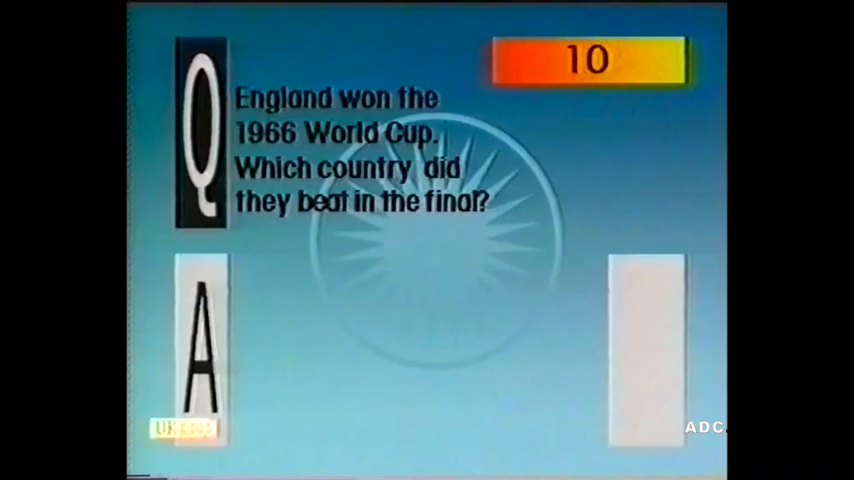 Q
10
England won the
1966 World Cup.
Which country did
they beat in the final?
A
ADC